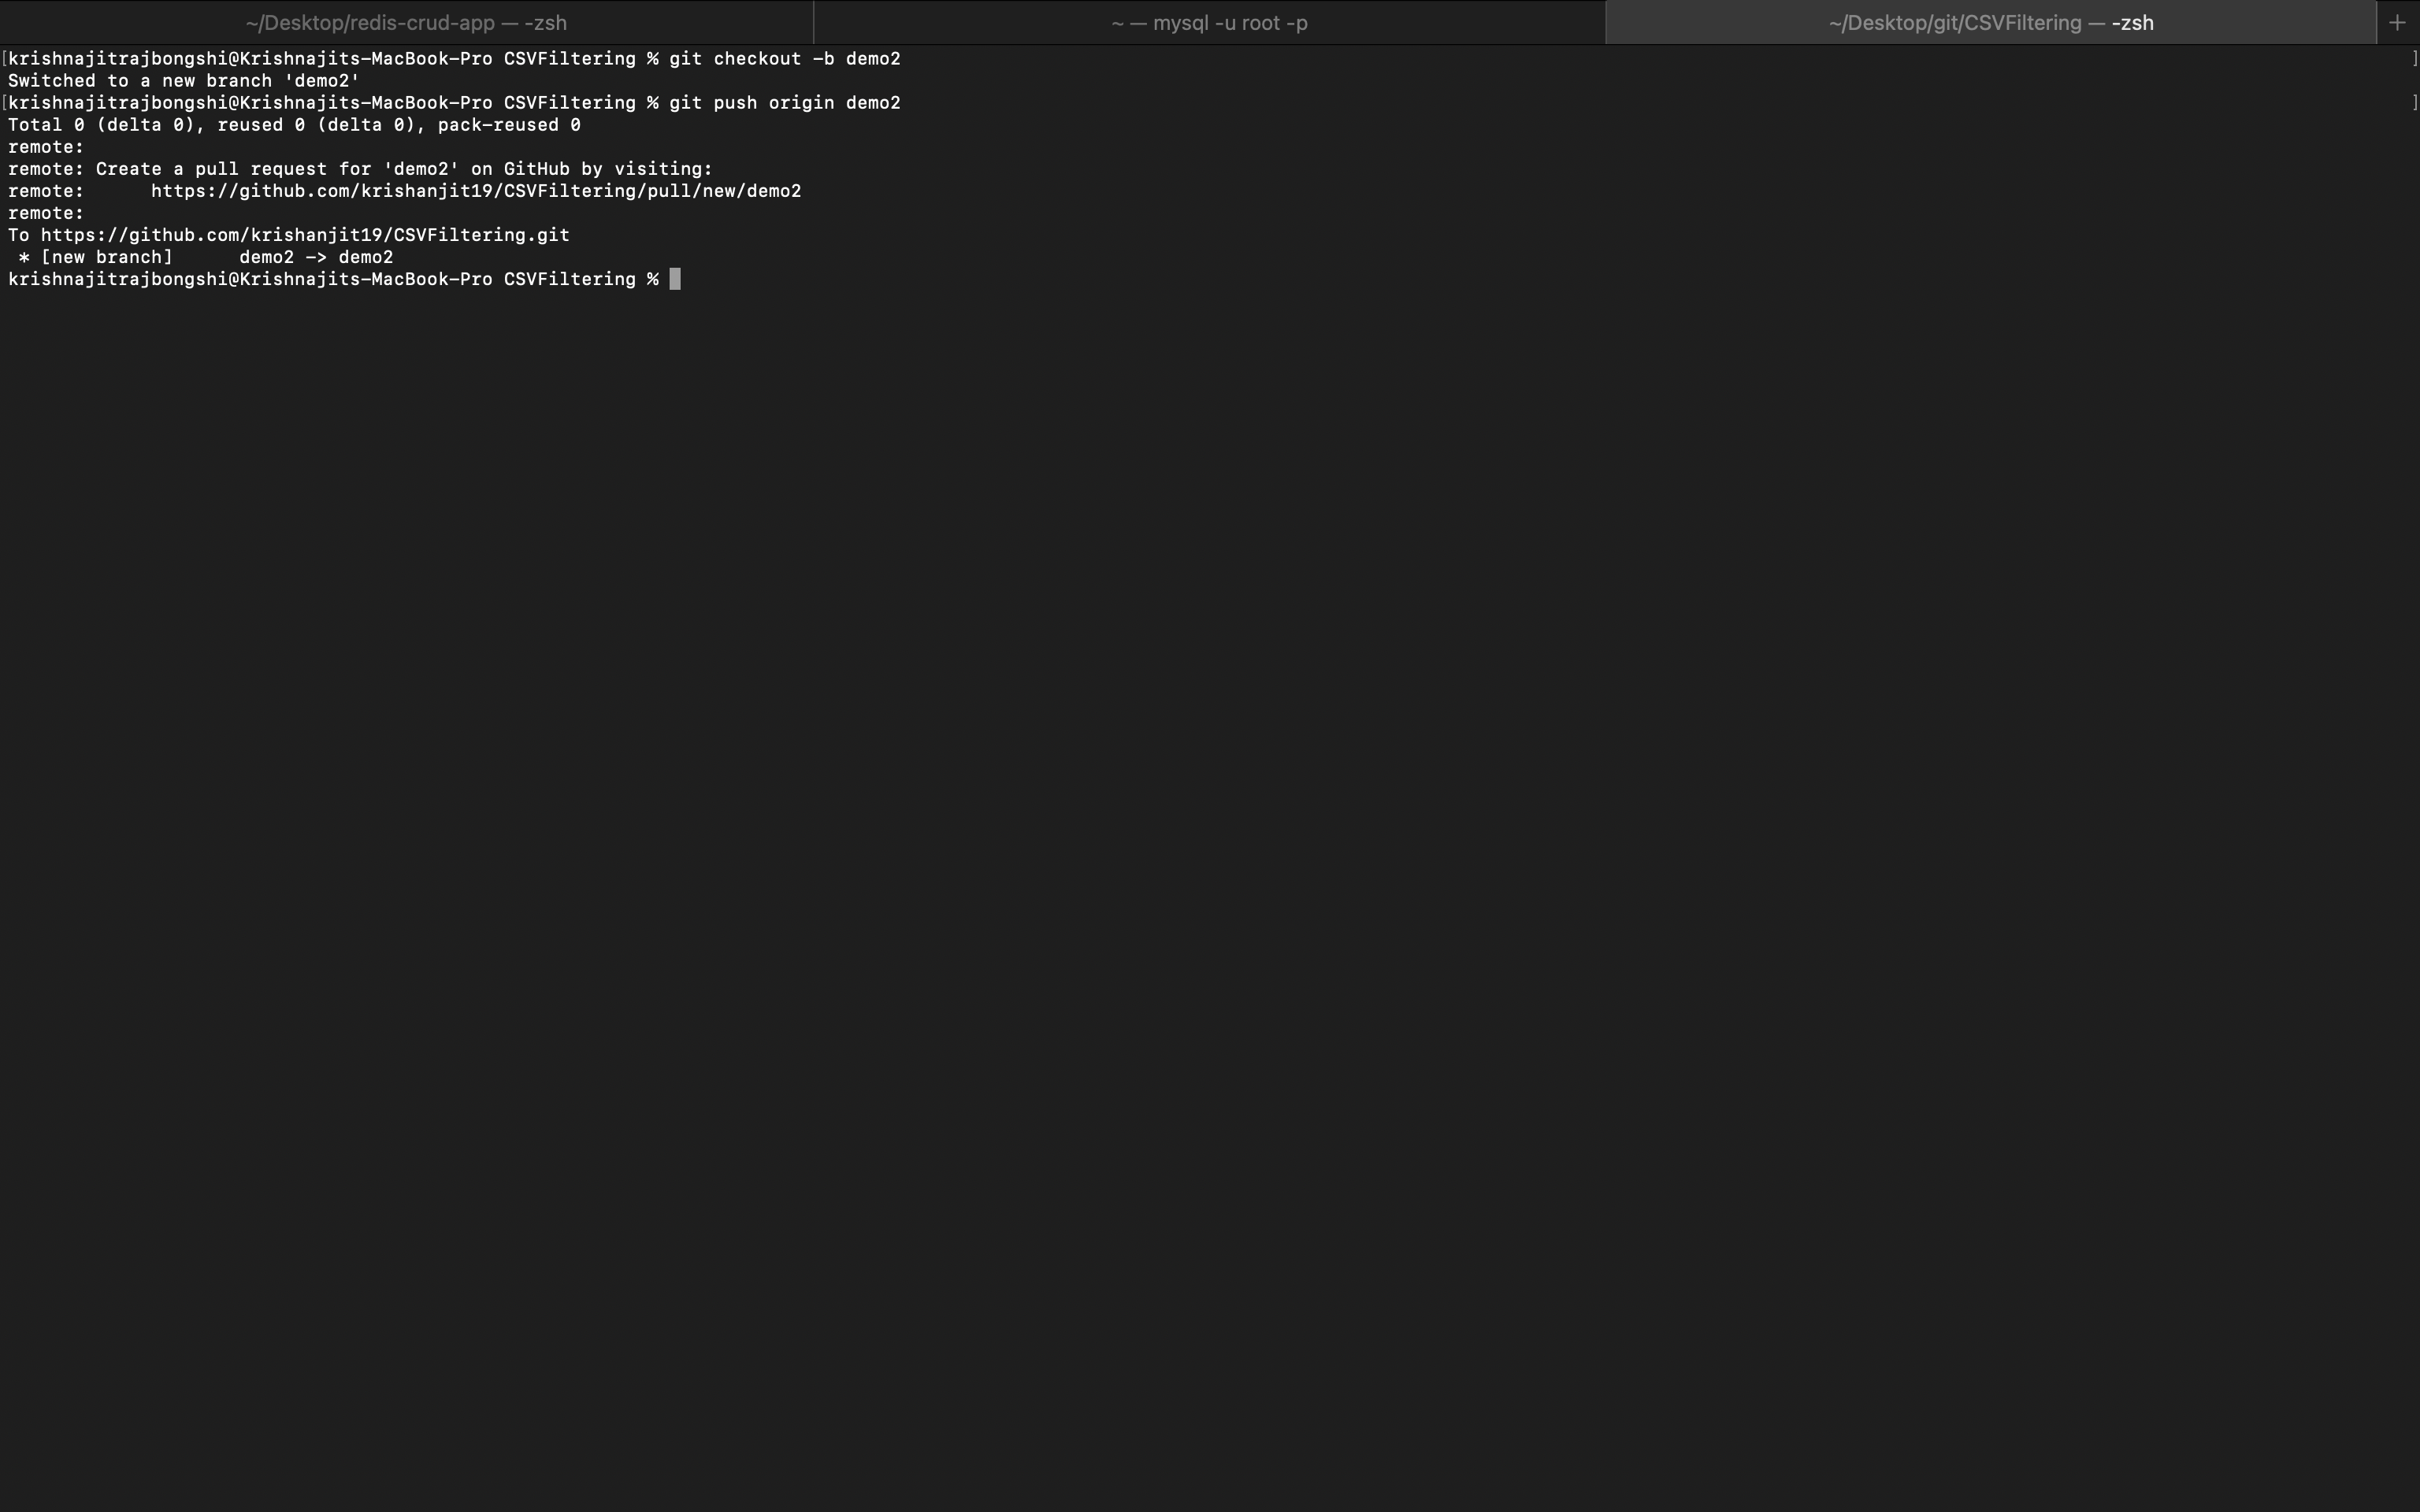 ~/Desktop/redis-crud-app — -zsh
~ — mysql -u root -p
~/Desktop/git/CSVFiltering — -zsh
+
[krishnajitrajbongshi@Krishnajits-MacBook-Pro CSVFiltering % git checkout -b demo2 ]
Switched to a new branch 'demo2'
[krishnajitrajbongshi@Krishnajits-MacBook-Pro CSVFiltering % git push origin demo2 ]
Total 0 (delta 0), reused 0 (delta 0), pack-reused 0
remote:
remote: Create a pull request for 'demo2' on GitHub by visiting:
remote:      https://github.com/krishanjit19/CSVFiltering/pull/new/demo2
remote:
To https://github.com/krishanjit19/CSVFiltering.git
 * [new branch]      demo2 -> demo2
krishnajitrajbongshi@Krishnajits-MacBook-Pro CSVFiltering %